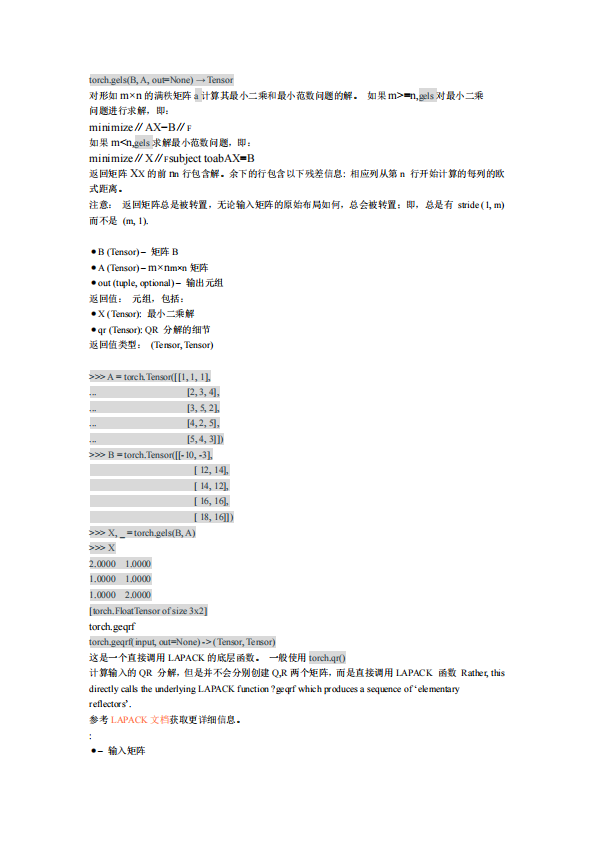 torch.gels(B, A, out=None) → Tensor
对形如 m×n 的满秩矩阵 a 计算其最小二乘和最小范数问题的解。 如果 m>=n,gels 对最小二乘
问题进行求解，即：
minimize∥AX−B∥F
如果 m<n,gels 求解最小范数问题，即：
minimize∥X∥Fsubject toabAX=B
返回矩阵 XX 的前 nn 行包含解。余下的行包含以下残差信息: 相应列从第 n 行开始计算的每列的欧
式距离。
注意： 返回矩阵总是被转置，无论输入矩阵的原始布局如何，总会被转置；即，总是有 stride (1, m)
而不是 (m, 1).
● B (Tensor) – 矩阵 B
● A (Tensor) – m×nm×n 矩阵
● out (tuple, optional) – 输出元组
返回值： 元组，包括：
● X (Tensor): 最小二乘解
● qr (Tensor): QR 分解的细节
返回值类型： (Tensor, Tensor)
>>> A = torch.Tensor([[1, 1, 1],
... [2, 3, 4],
... [3, 5, 2],
... [4, 2, 5],
... [5, 4, 3]])
>>> B = torch.Tensor([[-10, -3],
[ 12, 14],
[ 14, 12],
[ 16, 16],
[ 18, 16]])
>>> X, _ = torch.gels(B, A)
>>> X
2.0000 1.0000
1.0000 1.0000
1.0000 2.0000
[torch.FloatTensor of size 3x2]
torch.geqrf
torch.geqrf(input, out=None) -> (Tensor, Tensor)
这是一个直接调用 LAPACK 的底层函数。 一般使用 torch.qr()
计算输入的 QR 分解，但是并不会分别创建 Q,R 两个矩阵，而是直接调用 LAPACK 函数 Rather, this
directly calls the underlying LAPACK function ?geqrf which produces a sequence of ‘elementary
reflectors’.
参考 LAPACK 文档获取更详细信息。
:
● – 输入矩阵